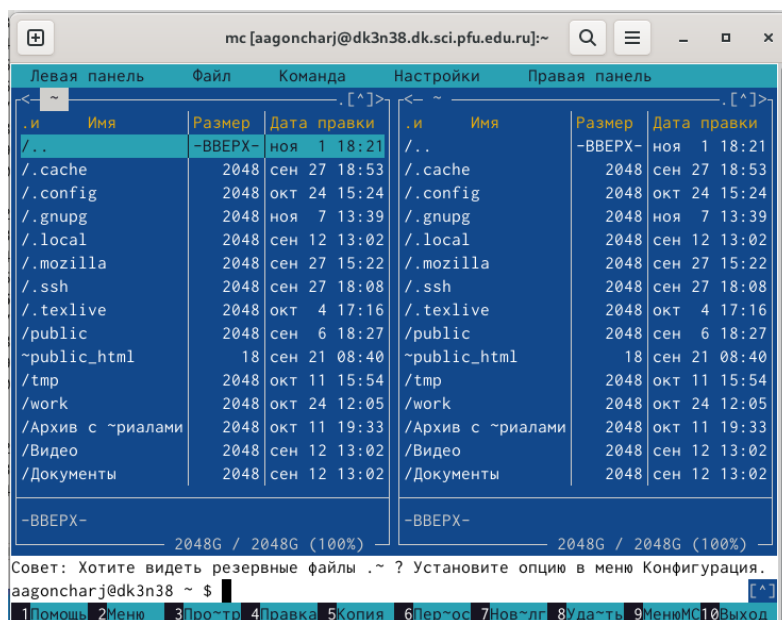 mc [aagoncharj@dk3n38.dk.sci.pfu.edu.ru]:~
Левая панель Файл Команда Настройки Правая панель
<— ~ .[^]> <— ~ .[^]>
.и Имя Размер Дата правки .и Имя Размер Дата правки
/.. -ВВЕРХ- ноя 1 18:21 /.. -ВВЕРХ- ноя 1 18:21
/.cache 2048 сен 27 18:53 /.cache 2048 сен 27 18:53
/.config 2048 окт 24 15:24 /.config 2048 окт 24 15:24
/.gnupg 2048 ноя 7 13:39 /.gnupg 2048 ноя 7 13:39
/.local 2048 сен 12 13:02 /.local 2048 сен 12 13:02
/.mozilla 2048 сен 27 15:22 /.mozilla 2048 сен 27 15:22
/.ssh 2048 сен 27 18:08 /.ssh 2048 сен 27 18:08
/.texlive 2048 окт 4 17:16 /.texlive 2048 окт 4 17:16
/public 2048 сен 6 18:27 /public 2048 сен 6 18:27
~public_html 18 сен 21 08:40 ~public_html 18 сен 21 08:40
/tmp 2048 окт 11 15:54 /tmp 2048 окт 11 15:54
/work 2048 окт 24 12:05 /work 2048 окт 24 12:05
/Архив с ~риалами 2048 окт 11 19:33 /Архив с ~риалами 2048 окт 11 19:33
/Видео 2048 сен 12 13:02 /Видео 2048 сен 12 13:02
/Документы 2048 сен 12 13:02 /Документы 2048 сен 12 13:02
-ВВЕРХ- -ВВЕРХ-
2048G / 2048G (100%) 2048G / 2048G (100%)
Совет: Хотите видеть резервные файлы .~ ? Установите опцию в меню Конфигурация.
aagoncharj@dk3n38 ~ $ [^]
1Помощь 2Меню 3Про~тр 4Правка 5Копия 6Пер~ос 7Нов~лг 8Уда~ть 9МенюMC 10Выход